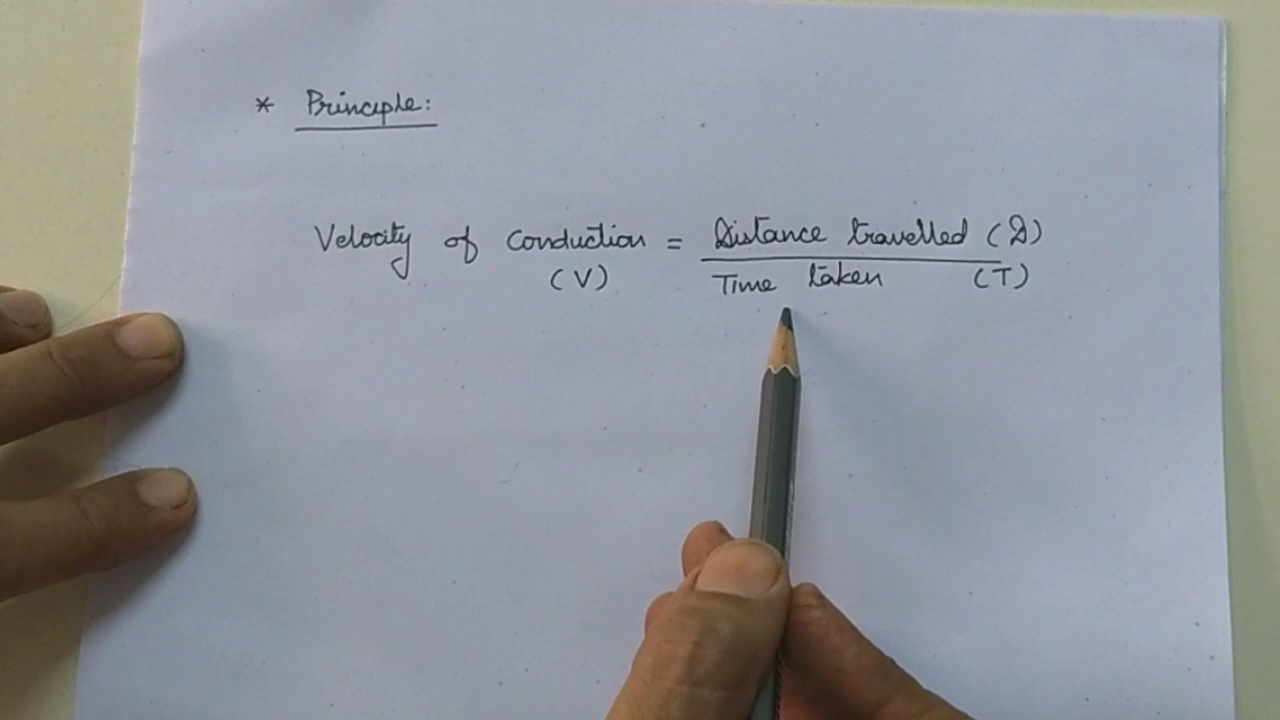 * Principle:
Velocity of Conduction = Distance travelled (D)
(V) Time taken (T)